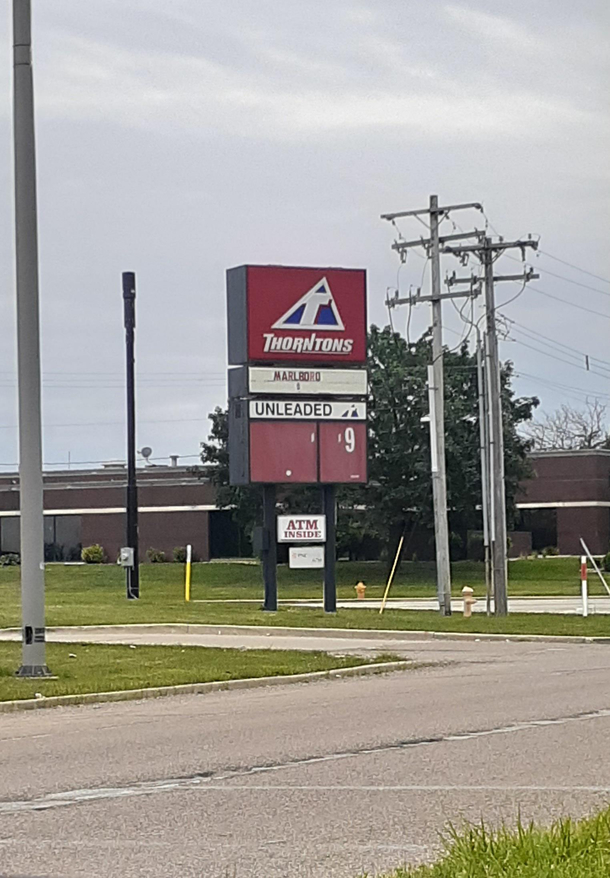 THORNTONS
MARLBORO
UNLEADED
9
ATM
INSIDE